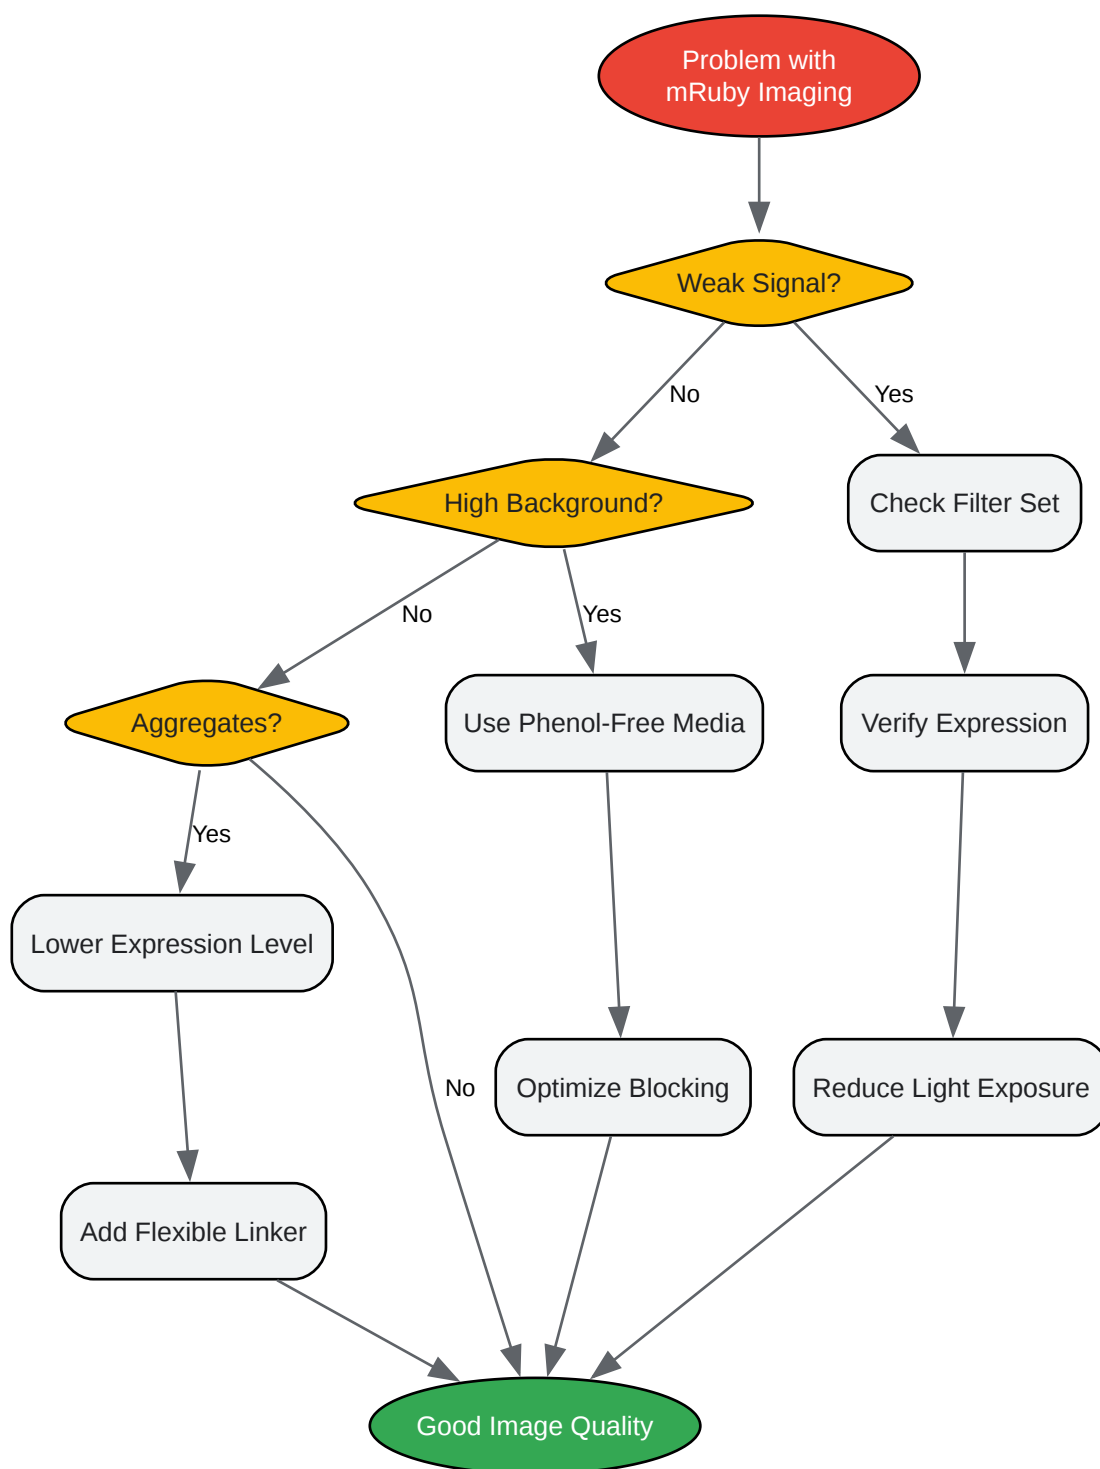 Problem with
mRuby Imaging
Weak Signal?
No
Yes
High Background?
Check Filter Set
No
Yes
Aggregates?
Use Phenol-Free Media
Verify Expression
Yes
Lower Expression Level
No
Optimize Blocking
Reduce Light Exposure
Add Flexible Linker
Good Image Quality